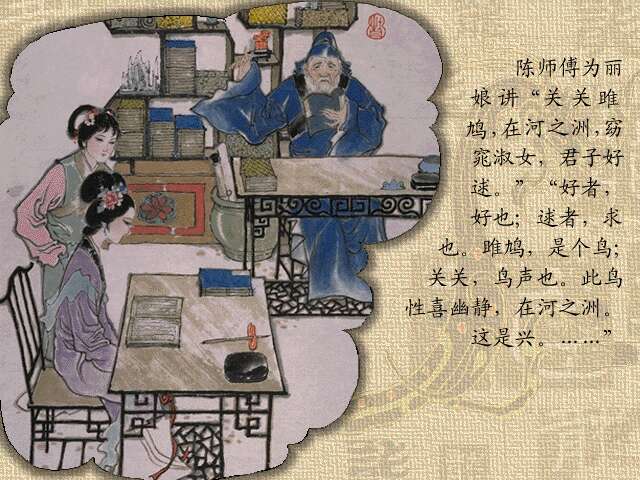 陈师傅为丽
娘讲“关关雎
鸠,在河之洲,窈
窕淑女，君子好
逑。”“好者，
好也；逑者，求
也。雎鸠，是个鸟；
关关，鸟声也。此鸟
性喜幽静，在河之洲。
这是兴。……”